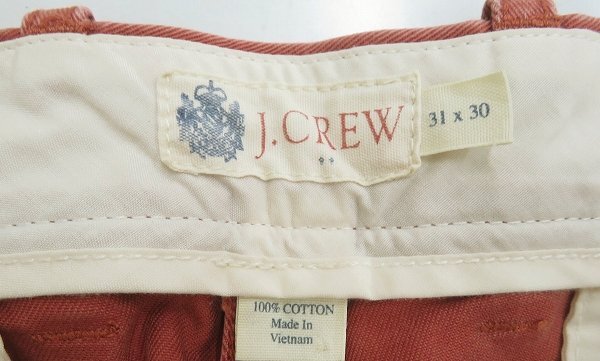 J.CREW
31 x 30
100% COTTON
Made In
Vietnam